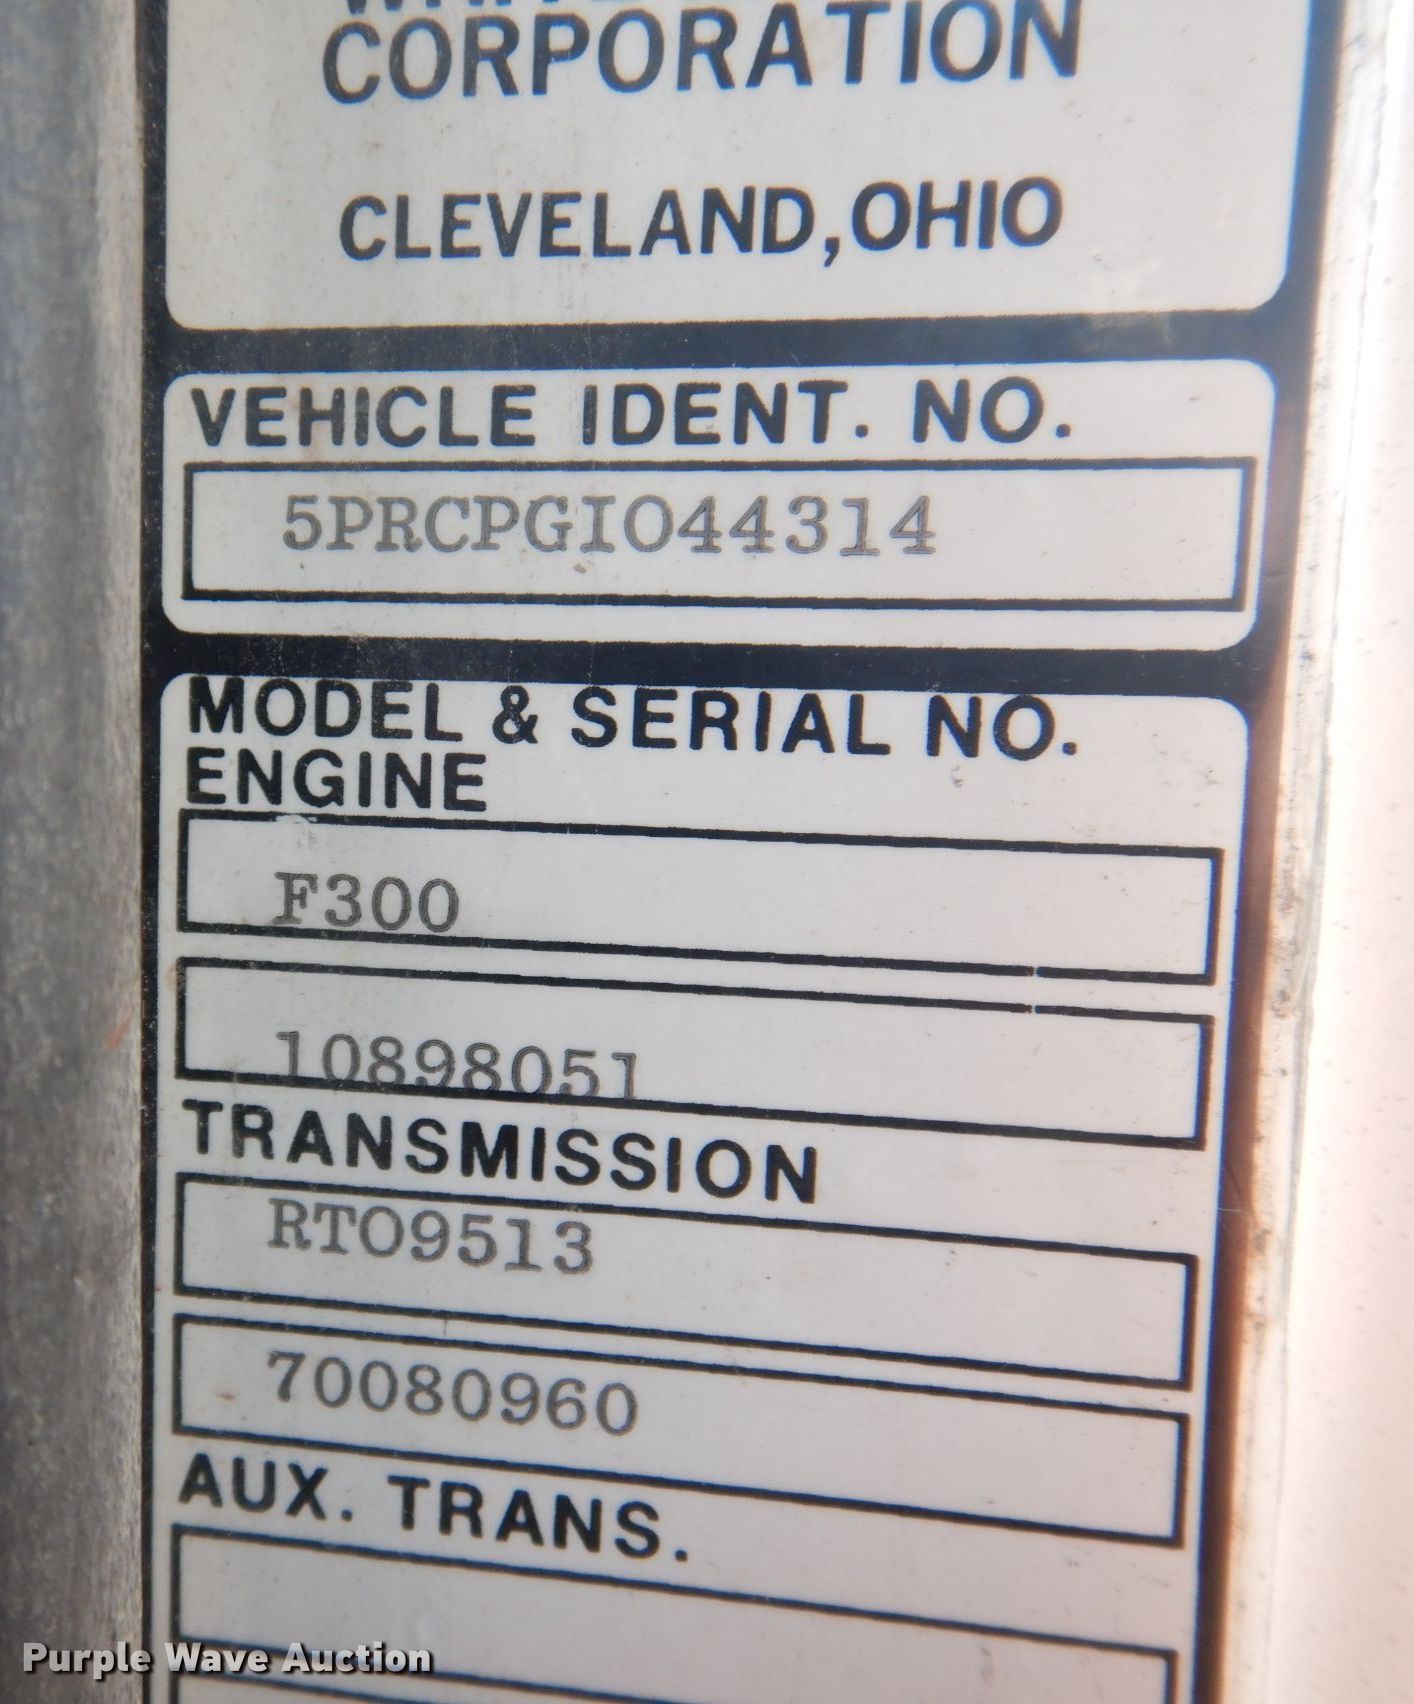 CORPORATION
CLEVELAND,OHIO
VEHICLE IDENT. NO.
5PRCPGIO44314
MODEL & SERIAL NO.
ENGINE
F300
10898051
TRANSMISSION
RTO9513
70080960
AUX. TRANS.
Purple Wave Auction